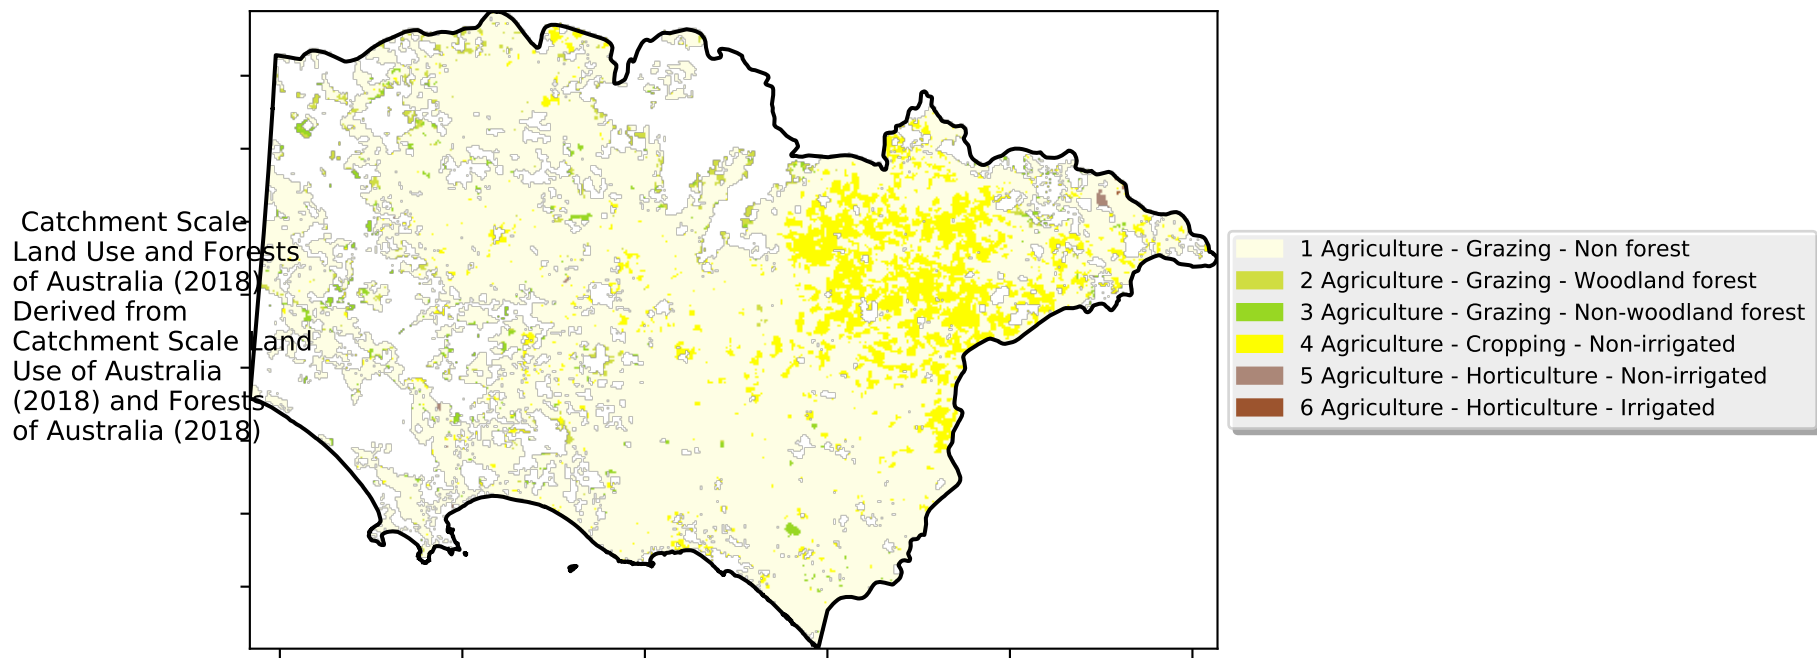 Catchment Scale
Land Use and Forests
of Australia (2018)
Derived from
Catchment Scale Land
Use of Australia
(2018) and Forests
of Australia (2018)
1 Agriculture - Grazing - Non forest
2 Agriculture - Grazing - Woodland forest
3 Agriculture - Grazing - Non-woodland forest
4 Agriculture - Cropping - Non-irrigated
5 Agriculture - Horticulture - Non-irrigated
6 Agriculture - Horticulture - Irrigated